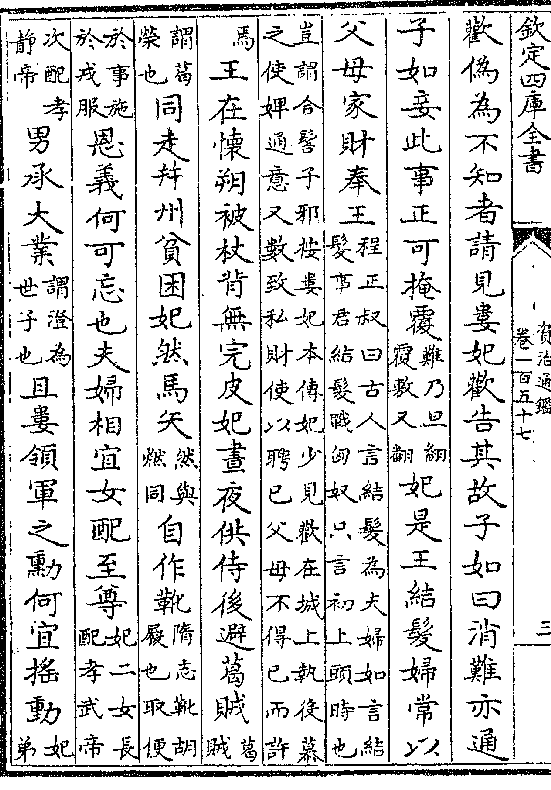 欽定四庫全書
資治通鑑
卷一百五十七
三
歡偽為不知者請見婁妃歡告其故子如曰消難亦通
子如妾此事正可掩覆難乃旦翻覆敷又翻妃是王結髮婦常以
父母家財奉王程正叔曰古人言結髮為夫婦如言結髮事君結髮戰匈奴只言初上頭時也
豈謂合髻子邪按婁妃本傳妃少見歡在城上執役慕之使婢通意又數致私財使以聘己父母不得已而許
焉王在懷朔被杖背無完皮妃晝夜供侍後避葛賊葛賊
謂葛榮也同走幷州貧困妃然馬矢然與燃同自作靴隋志靴胡履也取便
於事施於戎服恩義何可忘也夫婦相宜女配至尊妃二女長配孝武帝
次配孝静帝男承大業謂澄為世子也且婁領軍之勳何宜搖動妃弟